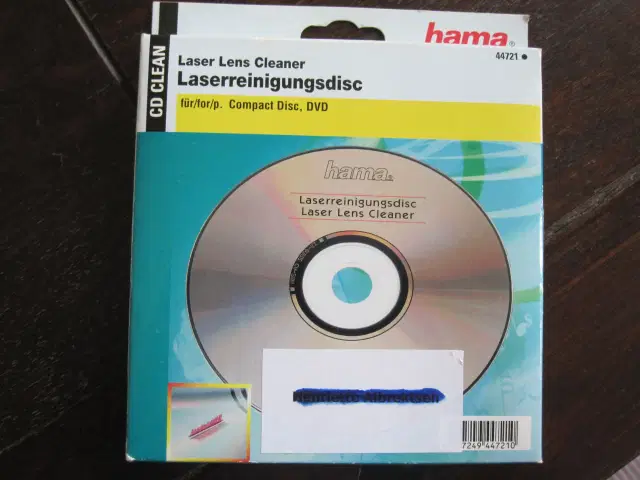 hama®
44721 ●
CD CLEAN
Laser Lens Cleaner
Laserreinigungsdisc
für/for/p. Compact Disc, DVD
hama®
Laserreinigungsdisc
Laser Lens Cleaner
7249 447210